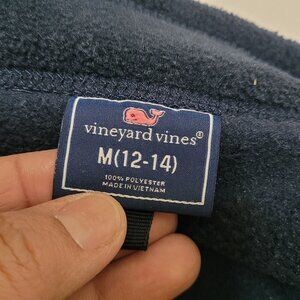 vineyard vines®
M(12-14)
100% POLYESTER
MADE IN VIETNAM